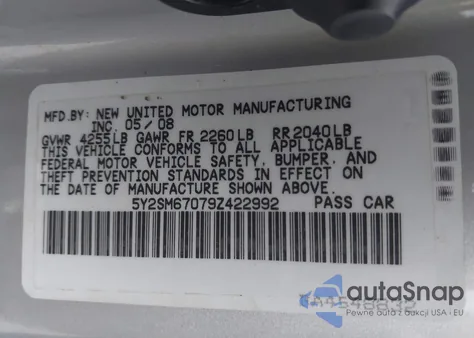 MFD.BY: NEW UNITED MOTOR MANUFACTURING
INC. 05/08
GVWR 4255LB GAWR FR 2260LB RR2040LB
THIS VEHICLE CONFORMS TO ALL APPLICABLE
FEDERAL MOTOR VEHICLE SAFETY, BUMPER, AND
THEFT PREVENTION STANDARDS IN EFFECT ON
THE DATE OF MANUFACTURE SHOWN ABOVE.
5Y2SM67079Z422992 PASS CAR
autoSnap
Pewne auta z aukcji USA i EU